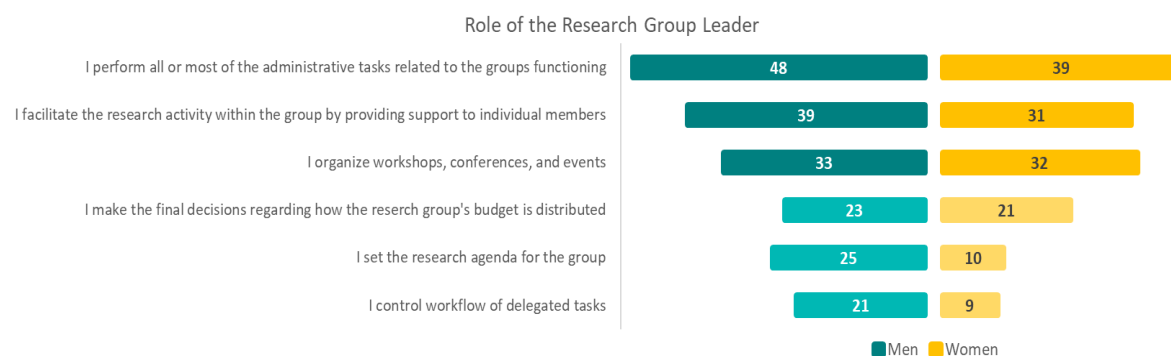 Role of the Research Group Leader
I perform all or most of the administrative tasks related to the groups functioning 48 39
I facilitate the research activity within the group by providing support to individual members 39 31
I organize workshops, conferences, and events 33 32
I make the final decisions regarding how the reserch group's budget is distributed 23 21
I set the research agenda for the group 25 10
I control workflow of delegated tasks 21 9
Men Women